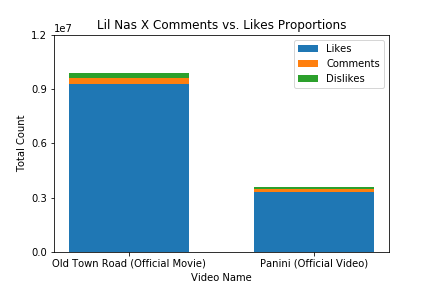 Lil Nas X Comments vs. Likes Proportions
1e7
1.2
0.9
0.6
0.3
0.0
Total Count
Likes
Comments
Dislikes
Old Town Road (Official Movie)
Panini (Official Video)
Video Name